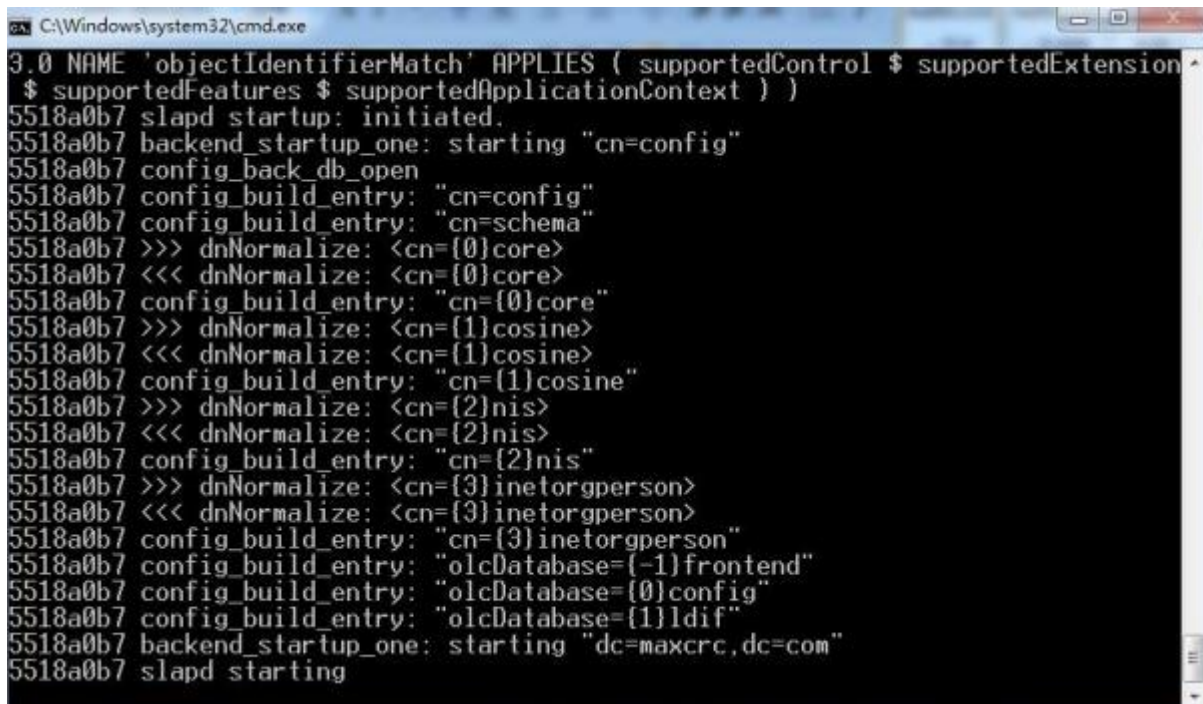 C:\Windows\system32\cmd.exe
3.0 NAME 'objectIdentifierMatch' APPLIES ( supportedControl $ supportedExtension
 $ supportedFeatures $ supportedApplicationContext ) )
5518a0b7 slapd startup: initiated.
5518a0b7 backend_startup_one: starting "cn=config"
5518a0b7 config_back_db_open
5518a0b7 config_build_entry: "cn=config"
5518a0b7 config_build_entry: "cn=schema"
5518a0b7 >>> dnNormalize: <cn={0}core>
5518a0b7 <<< dnNormalize: <cn={0}core>
5518a0b7 config_build_entry: "cn={0}core"
5518a0b7 >>> dnNormalize: <cn={1}cosine>
5518a0b7 <<< dnNormalize: <cn={1}cosine>
5518a0b7 config_build_entry: "cn={1}cosine"
5518a0b7 >>> dnNormalize: <cn={2}nis>
5518a0b7 <<< dnNormalize: <cn={2}nis>
5518a0b7 config_build_entry: "cn={2}nis"
5518a0b7 >>> dnNormalize: <cn={3}inetorgperson>
5518a0b7 <<< dnNormalize: <cn={3}inetorgperson>
5518a0b7 config_build_entry: "cn={3}inetorgperson"
5518a0b7 config_build_entry: "olcDatabase={-1}frontend"
5518a0b7 config_build_entry: "olcDatabase={0}config"
5518a0b7 config_build_entry: "olcDatabase={1}ldif"
5518a0b7 backend_startup_one: starting "dc=maxcrc,dc=com"
5518a0b7 slapd starting